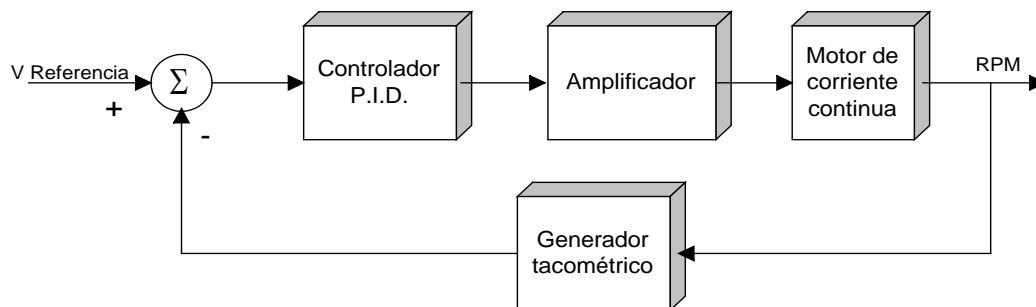 V Referencia
+
Σ
-
Controlador
P.I.D.
Amplificador
Motor de
corriente
continua
RPM
Generador
tacométrico